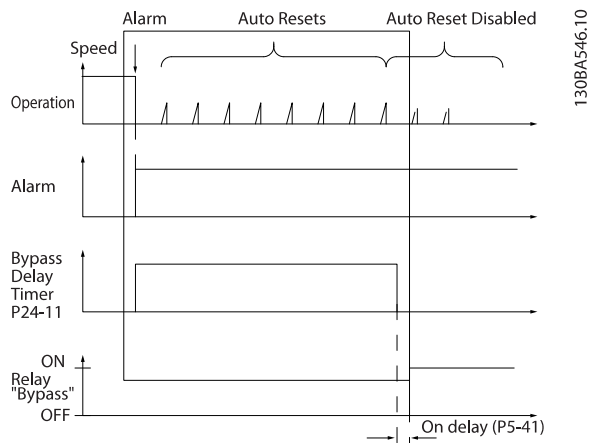 Alarm Auto Resets Auto Reset Disabled
Speed
Operation
Alarm
Bypass
Delay
Timer
P24-11
ON
Relay
"Bypass"
OFF
On delay (P5-41)
130BA546.10